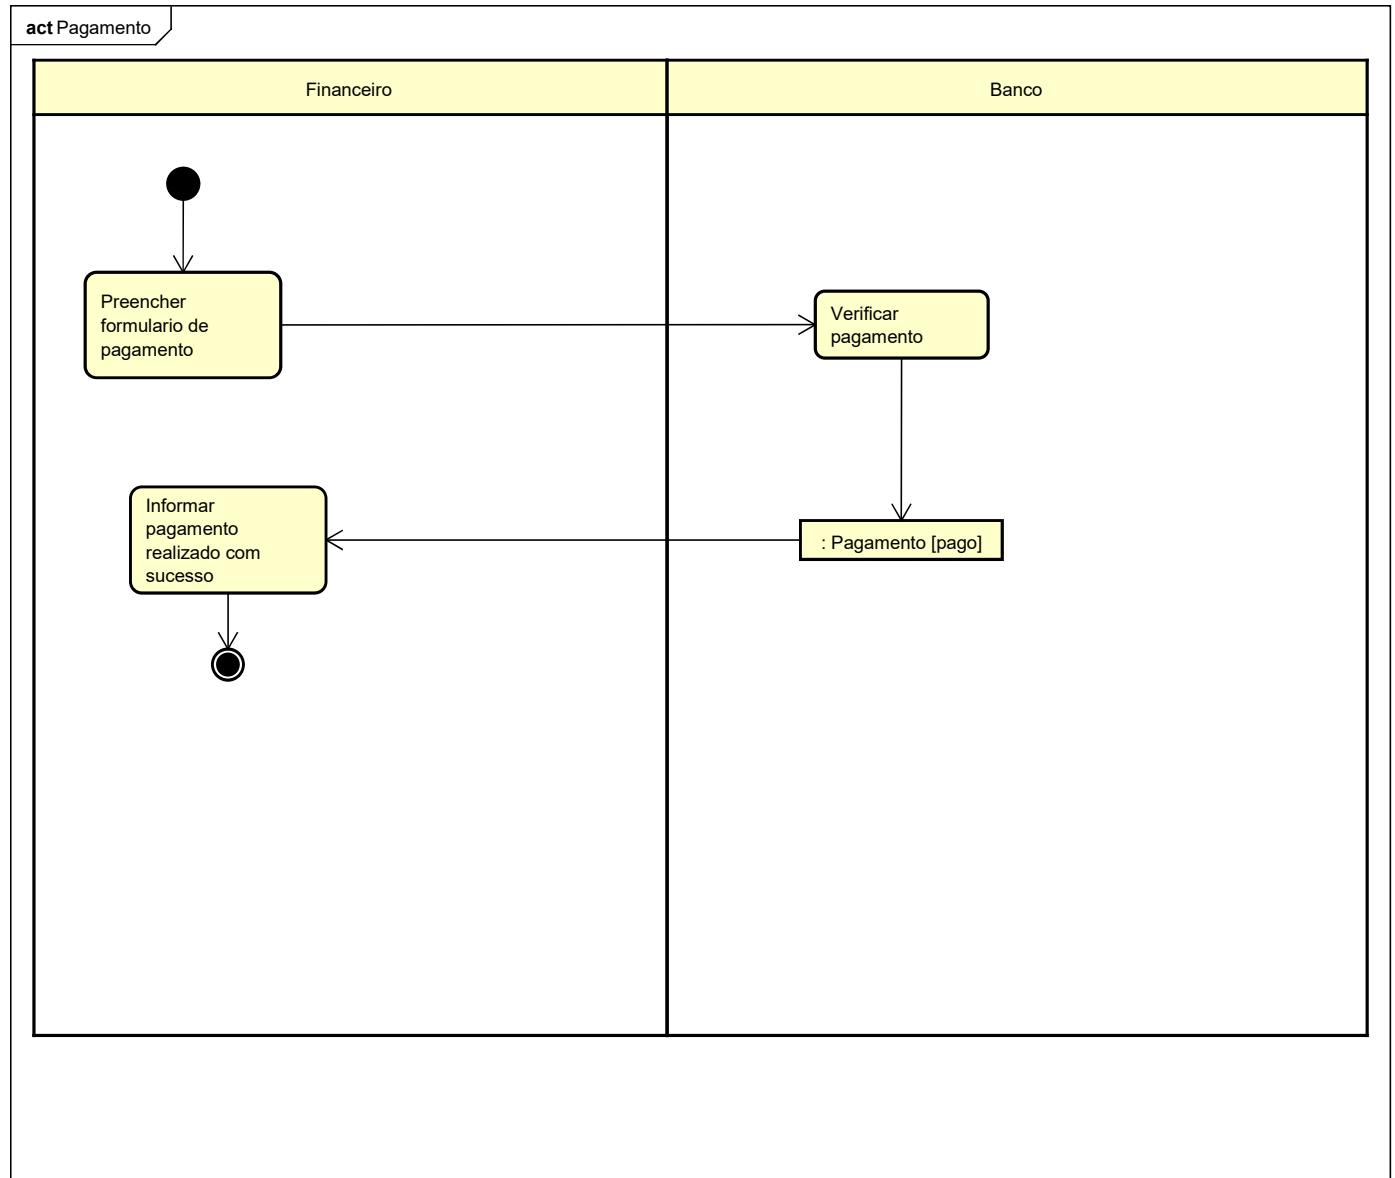 act Pagamento
Financeiro
Banco
Preencher
formulario de
pagamento
Verificar
pagamento
Informar
pagamento
realizado com
sucesso
: Pagamento [pago]